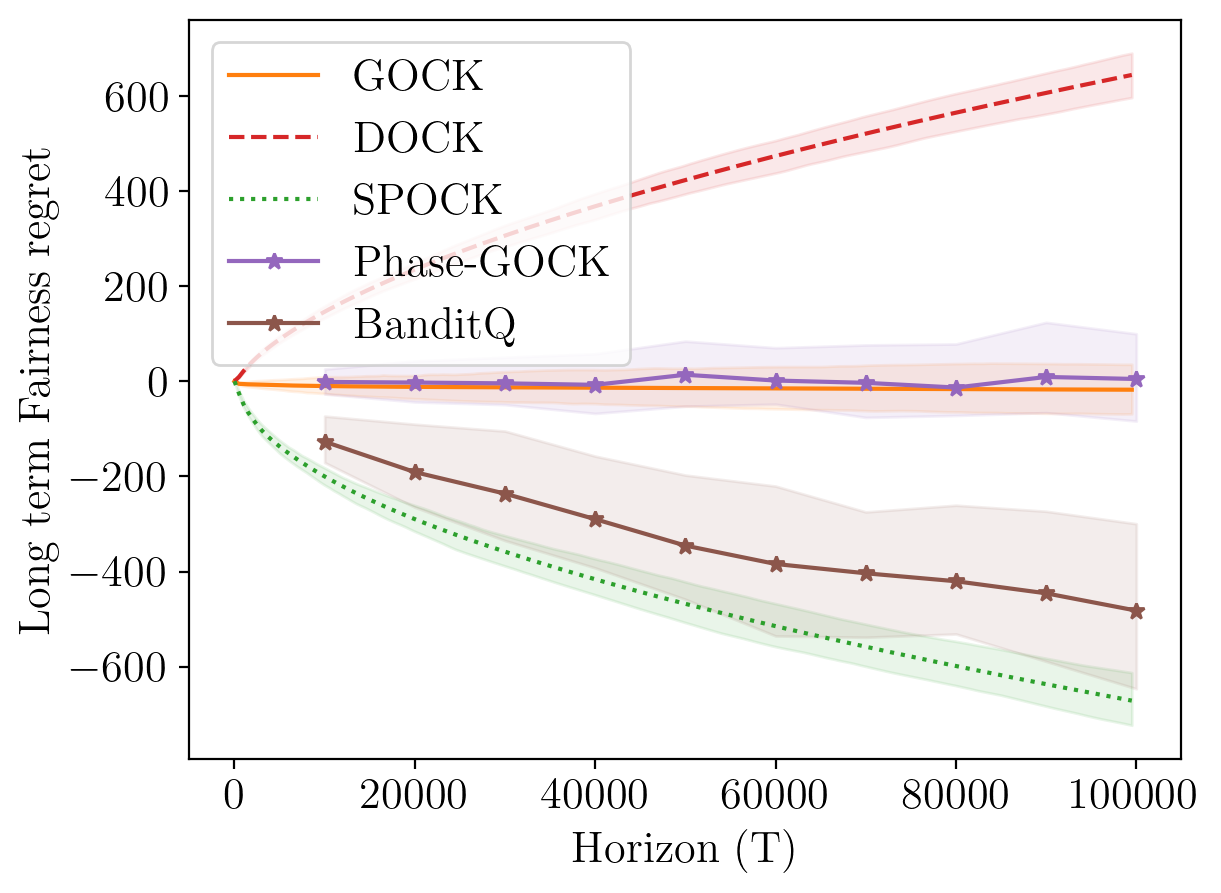 GOCK
DOCK
SPOCK
Phase-GOCK
BanditQ
Long term Fairness regret
600
400
200
0
−200
−400
−600
0 20000 40000 60000 80000 100000
Horizon (T)